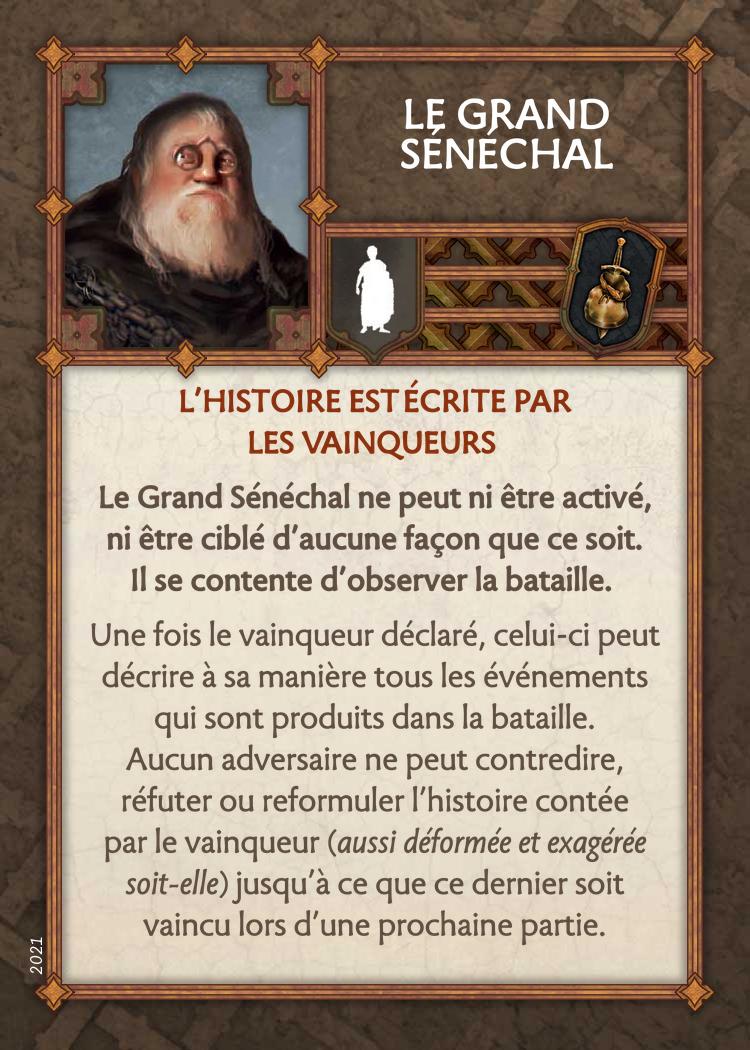 LE GRAND
SÉNÉCHAL
L'HISTOIRE EST ÉCRITE PAR
LES VAINQUEURS
Le Grand Sénéchal ne peut ni être activé,
ni être ciblé d'aucune façon que ce soit.
Il se contente d'observer la bataille.
Une fois le vainqueur déclaré, celui-ci peut
décrire à sa manière tous les événements
qui sont produits dans la bataille.
Aucun adversaire ne peut contredire,
réfuter ou reformuler l'histoire contée
par le vainqueur (aussi déformée et exagérée
soit-elle) jusqu'à ce que ce dernier soit
vaincu lors d'une prochaine partie.
2021